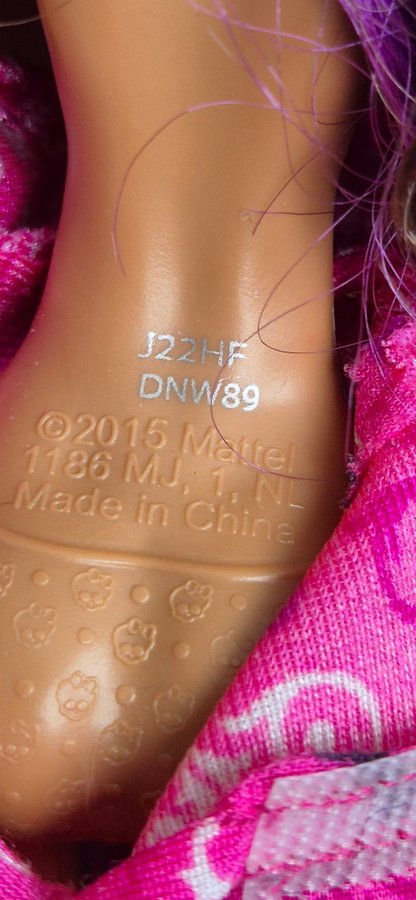 J22HF
DNW89
©2015 Mattel
1186 MJ, 1, NL
Made in China